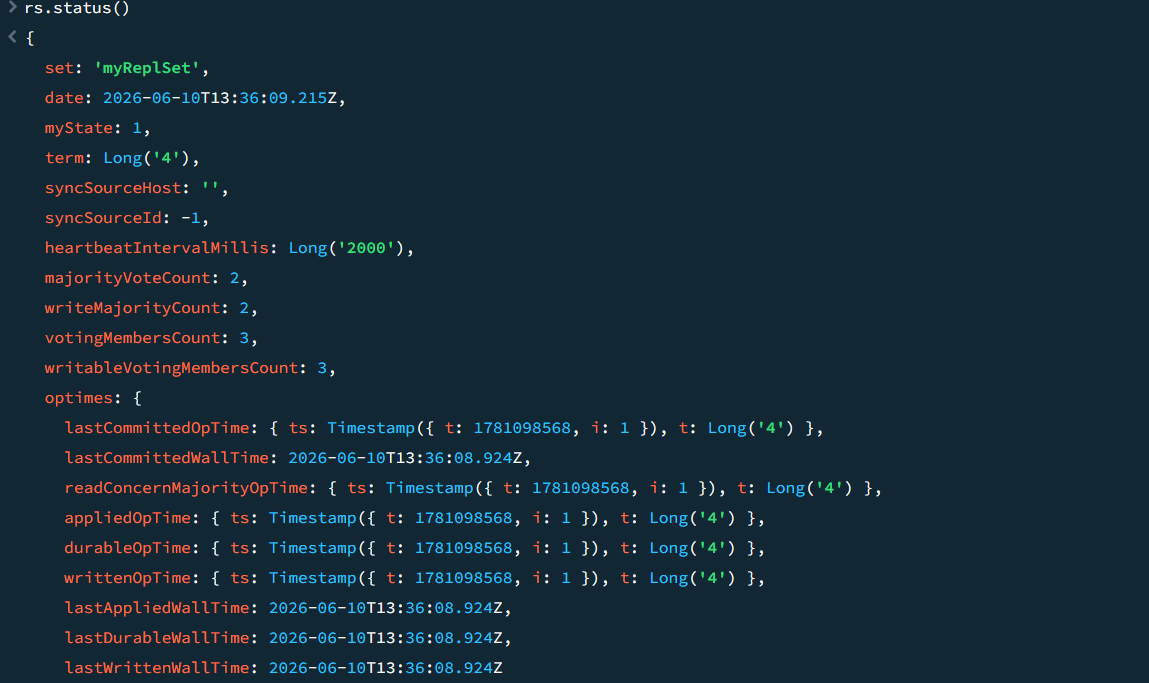 > rs.status()
< {
set: 'myReplSet',
date: 2026-06-10T13:36:09.215Z,
myState: 1,
term: Long('4'),
syncSourceHost: '',
syncSourceId: -1,
heartbeatIntervalMillis: Long('2000'),
majorityVoteCount: 2,
writeMajorityCount: 2,
votingMembersCount: 3,
writableVotingMembersCount: 3,
optimes: {
lastCommittedOpTime: { ts: Timestamp({ t: 1781098568, i: 1 }), t: Long('4') },
lastCommittedWallTime: 2026-06-10T13:36:08.924Z,
readConcernMajorityOpTime: { ts: Timestamp({ t: 1781098568, i: 1 }), t: Long('4') },
appliedOpTime: { ts: Timestamp({ t: 1781098568, i: 1 }), t: Long('4') },
durableOpTime: { ts: Timestamp({ t: 1781098568, i: 1 }), t: Long('4') },
writtenOpTime: { ts: Timestamp({ t: 1781098568, i: 1 }), t: Long('4') },
lastAppliedWallTime: 2026-06-10T13:36:08.924Z,
lastDurableWallTime: 2026-06-10T13:36:08.924Z,
lastWrittenWallTime: 2026-06-10T13:36:08.924Z